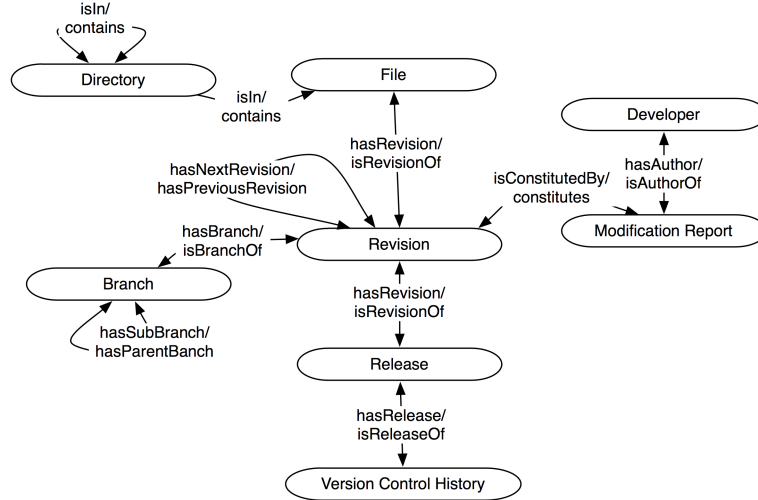 isIn/
contains
Directory
File
isIn/
contains
Developer
hasRevision/
isRevisionOf
hasAuthor/
isAuthorOf
hasNextRevision/
hasPreviousRevision
isConstitutedBy/
constitutes
hasBranch/
isBranchOf
Revision
Modification Report
Branch
hasRevision/
isRevisionOf
hasSubBranch/
hasParentBanch
Release
hasRelease/
isReleaseOf
Version Control History